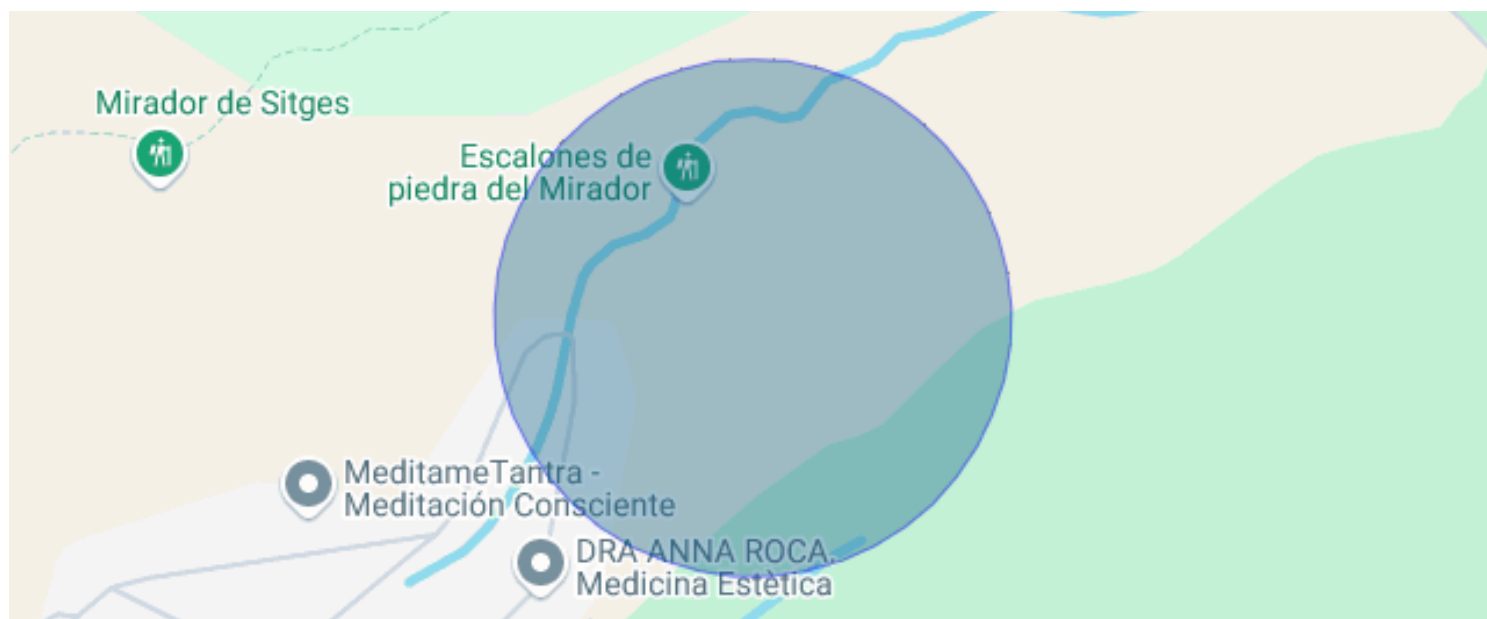 Mirador de Sitges
Escalones de
piedra del Mirador
MeditameTantra -
Meditación Consciente
DRA ANNA ROCA.
Medicina Estètica